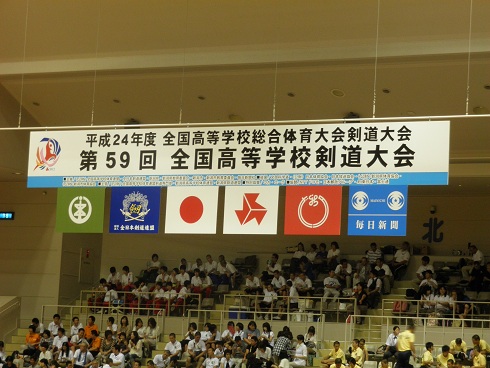 平成24年度 全国高等学校総合体育大会剣道大会
第59回 全国高等学校剣道大会
全日本剣道連盟
MAINICHI
毎日新聞
北